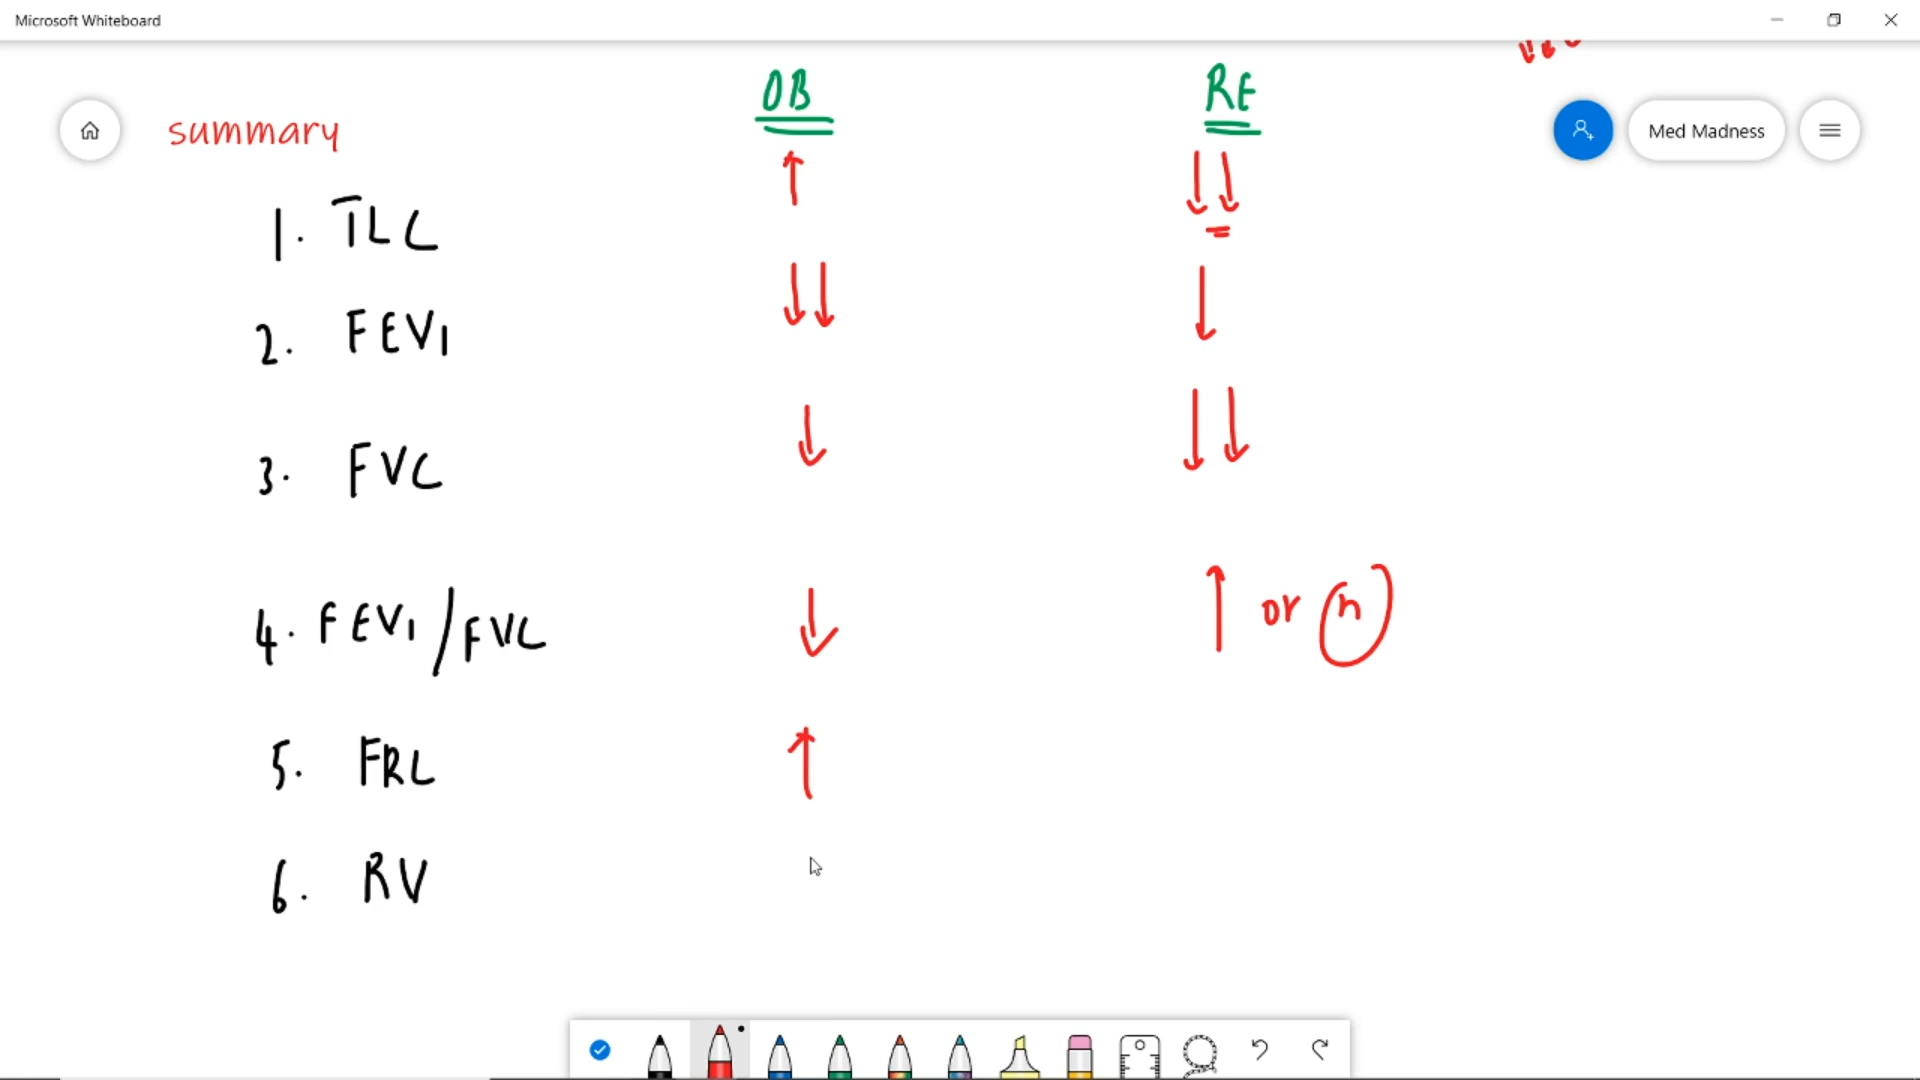 Microsoft Whiteboard
OB RE
summary
Med Madness
1. TLC ↑ ↓↓
2. FEV1 ↓↓ ↓
3. FVC ↓ ↓↓
4. FEV1/FVC ↓ ↑ or n
5. FRL ↑
6. RV